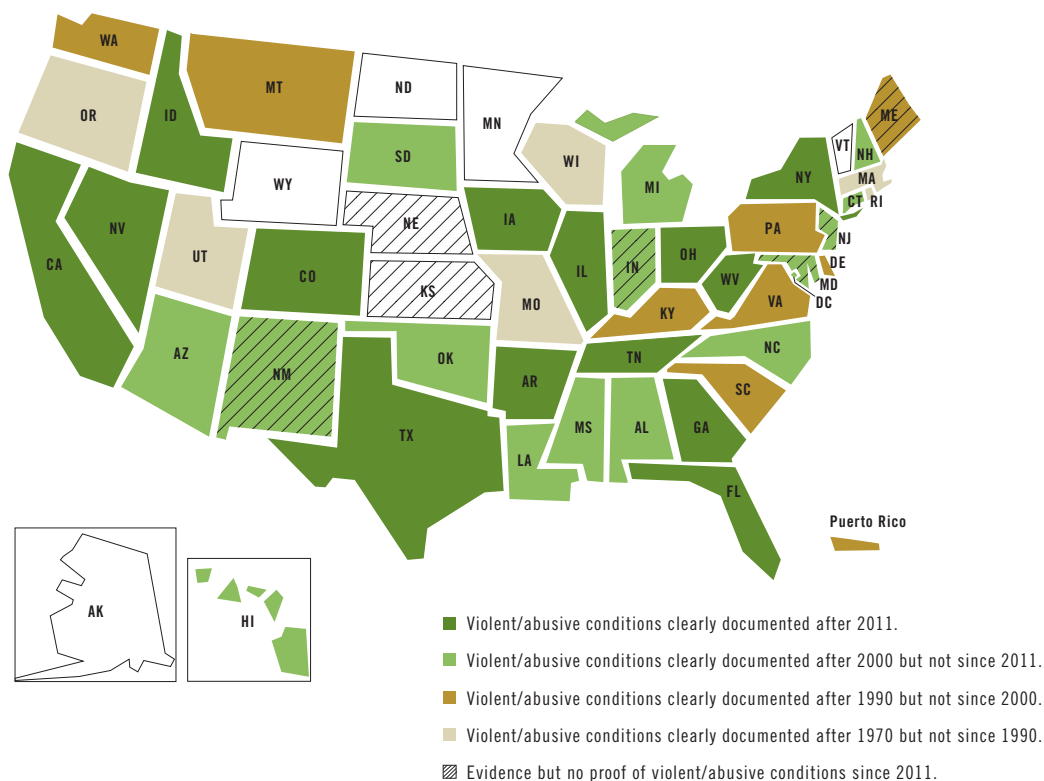 WA
MT
ND
MN
OR
ID
SD
WI
MI
VT
ME
NH
NY
MA
CT RI
WY
NE
IA
PA
NJ
NV
UT
CO
CA
KS
MO
IL
IN
OH
WV
DE
MD
DC
VA
KY
AZ
NM
OK
AR
TN
NC
SC
TX
LA
MS
AL
GA
FL
Puerto Rico
AK
HI
Violent/abusive conditions clearly documented after 2011.
Violent/abusive conditions clearly documented after 2000 but not since 2011.
Violent/abusive conditions clearly documented after 1990 but not since 2000.
Violent/abusive conditions clearly documented after 1970 but not since 1990.
Evidence but no proof of violent/abusive conditions since 2011.